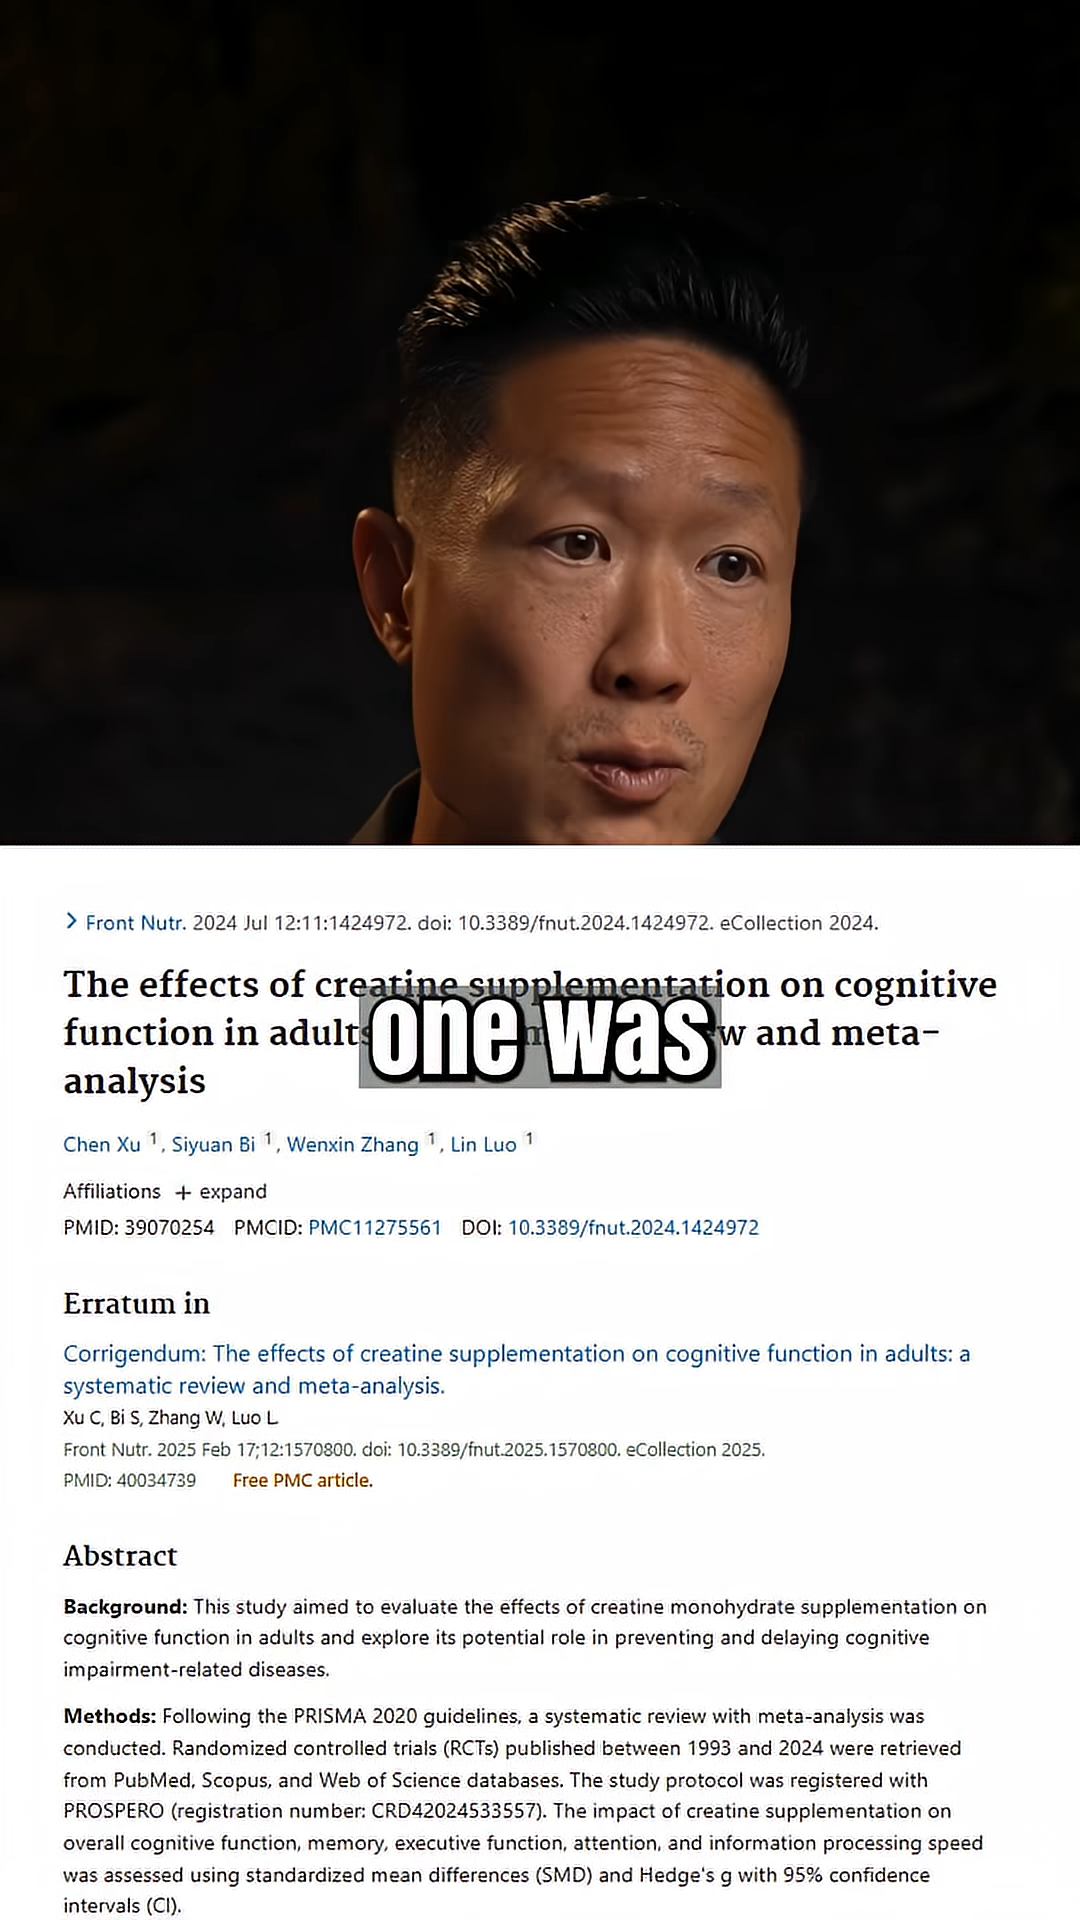 > Front Nutr. 2024 Jul 12:11:1424972. doi: 10.3389/fnut.2024.1424972. eCollection 2024.
The effects of creatine supplementation on cognitive
function in adults w and meta-
one was
analysis
Chen Xu 1, Siyuan Bi 1, Wenxin Zhang 1, Lin Luo 1
Affiliations + expand
PMID: 39070254 PMCID: PMC11275561 DOI: 10.3389/fnut.2024.1424972
Erratum in
Corrigendum: The effects of creatine supplementation on cognitive function in adults: a
systematic review and meta-analysis.
Xu C, Bi S, Zhang W, Luo L.
Front Nutr. 2025 Feb 17;12:1570800. doi: 10.3389/fnut.2025.1570800. eCollection 2025.
PMID: 40034739 Free PMC article.
Abstract
Background: This study aimed to evaluate the effects of creatine monohydrate supplementation on
cognitive function in adults and explore its potential role in preventing and delaying cognitive
impairment-related diseases.
Methods: Following the PRISMA 2020 guidelines, a systematic review with meta-analysis was
conducted. Randomized controlled trials (RCTs) published between 1993 and 2024 were retrieved
from PubMed, Scopus, and Web of Science databases. The study protocol was registered with
PROSPERO (registration number: CRD42024533557). The impact of creatine supplementation on
overall cognitive function, memory, executive function, attention, and information processing speed
was assessed using standardized mean differences (SMD) and Hedge's g with 95% confidence
intervals (CI).